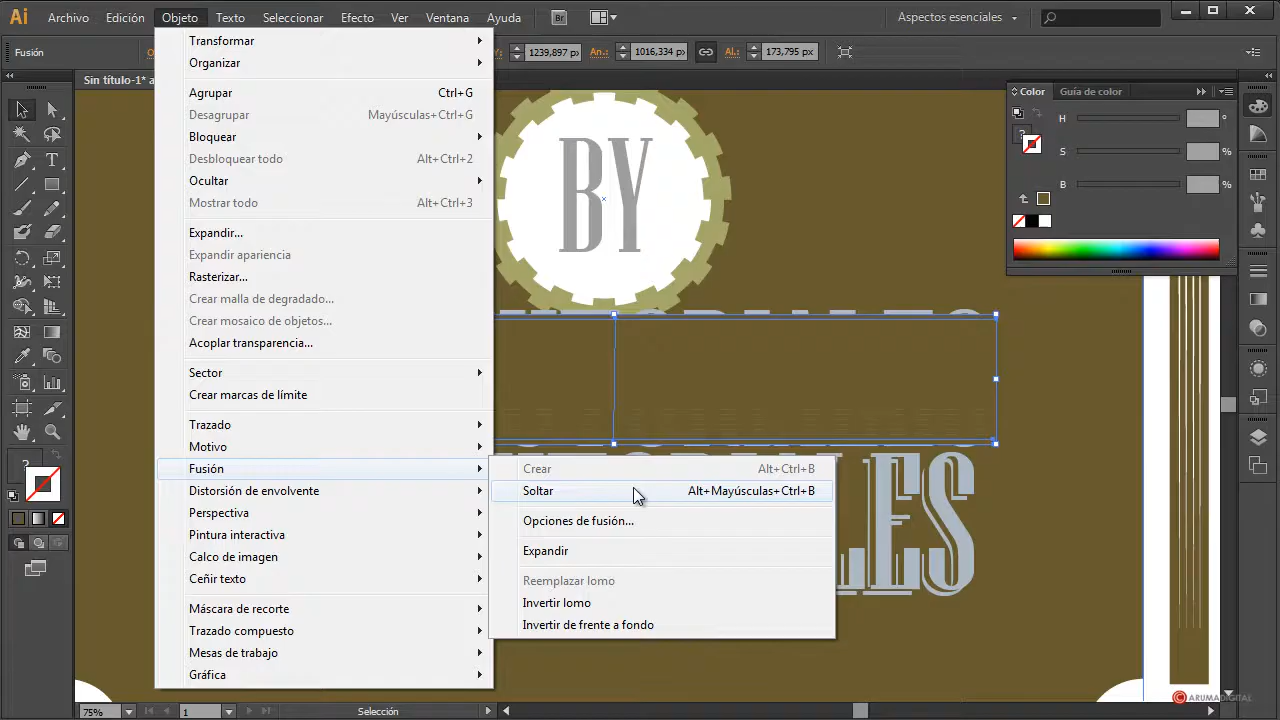 Ai Archivo Edición Objeto Texto Seleccionar Efecto Ver Ventana Ayuda Br Aspectos esenciales
Fusión Y: 1239,897 px An.: 1016,334 px Al.: 173,795 px
Sin título-1* a
Transformar
Organizar
Agrupar Ctrl+G
Desagrupar Mayúsculas+Ctrl+G
Bloquear
Desbloquear todo Alt+Ctrl+2
Ocultar
Mostrar todo Alt+Ctrl+3
Expandir...
Expandir apariencia
Rasterizar...
Crear malla de degradado...
Crear mosaico de objetos...
Acoplar transparencia...
Sector
Crear marcas de límite
Trazado
Motivo
Fusión
Distorsión de envolvente
Perspectiva
Pintura interactiva
Calco de imagen
Ceñir texto
Máscara de recorte
Trazado compuesto
Mesas de trabajo
Gráfica
Crear Alt+Ctrl+B
Soltar Alt+Mayúsculas+Ctrl+B
Opciones de fusión...
Expandir
Reemplazar lomo
Invertir lomo
Invertir de frente a fondo
BY
LES
Color Guía de color
H °
S %
B %
?
?
75% 1 Selección
C ARUMADIGITAL